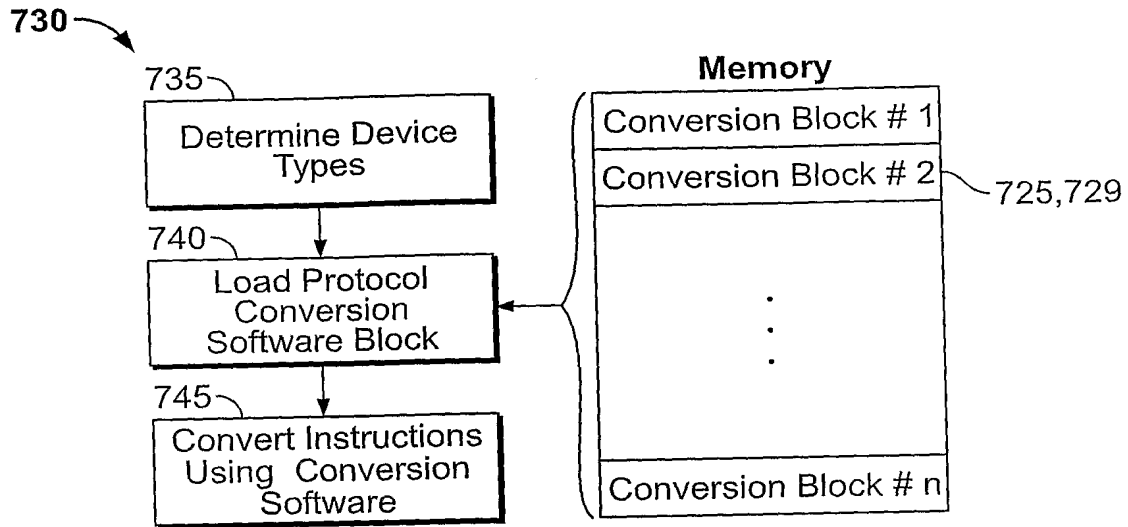 730
735
Determine Device
Types
740
Load Protocol
Conversion
Software Block
745
Convert Instructions
Using Conversion
Software
Memory
Conversion Block # 1
Conversion Block # 2
725,729
Conversion Block # n